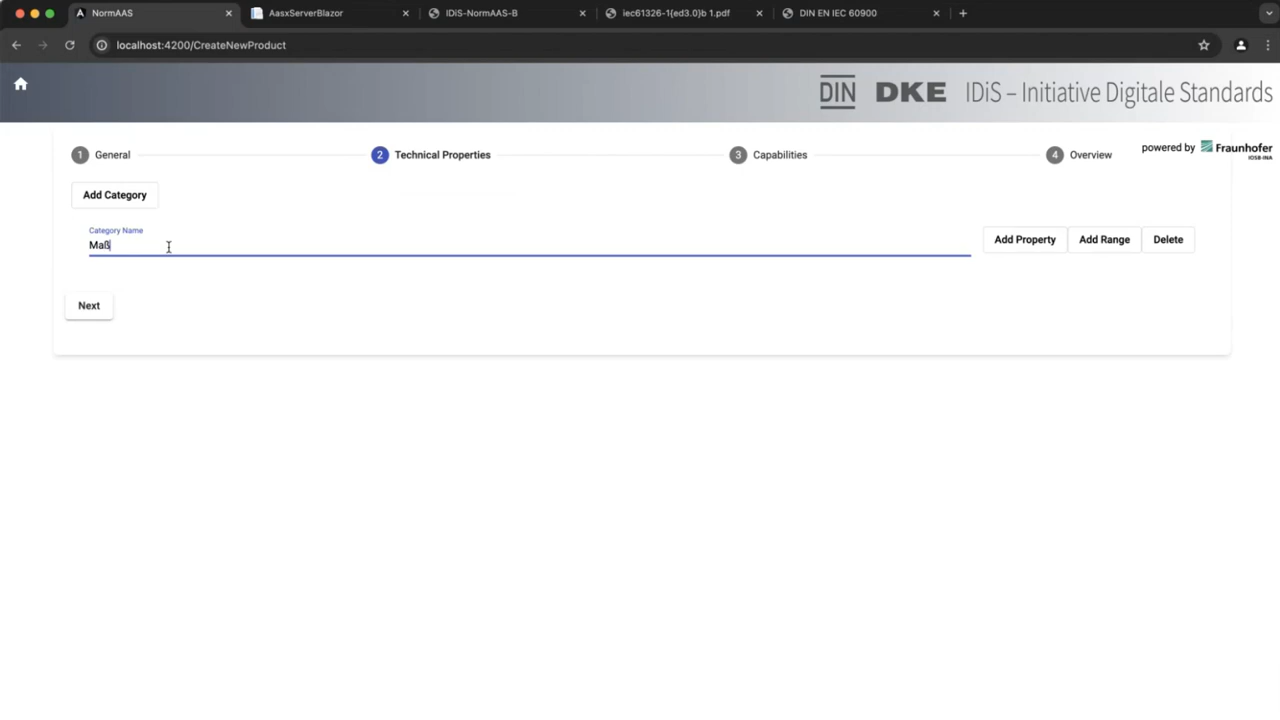 NormAAS
AasxServerBlazor
IDiS-NormAAS-B
iec61326-1{ed3.0}b 1.pdf
DIN EN IEC 60900
localhost:4200/CreateNewProduct
DIN DKE IDiS – Initiative Digitale Standards
1 General
2 Technical Properties
3 Capabilities
4 Overview
powered by Fraunhofer
IOSB-INA
Add Category
Category Name
Maß
Add Property
Add Range
Delete
Next